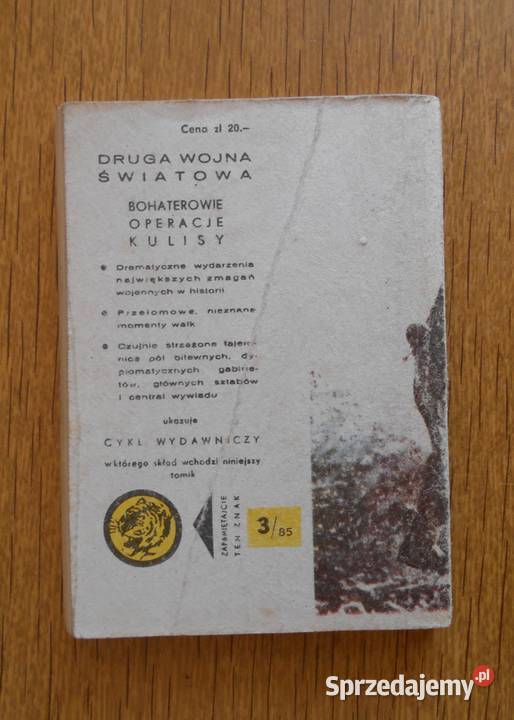 Cena zł 20.–
DRUGA WOJNA
ŚWIATOWA
BOHATEROWIE
OPERACJE
KULISY
Dramatyczne wydarzenia
największych zmagań
wojennych w historii
Przełomowe, nieznane
momenty walk
Czujnie strzeżone tajem-
nice pól bitewnych, dy-
plomatycznych gabine-
tów, głównych sztabów
i central wywiadu
ukazuje
CYKL WYDAWNICZY
w którego skład wchodzi niniejszy
tomik
ZAPAMIĘTAJCIE
TEN ZNAK
3/85
Sprzedajemy.pl